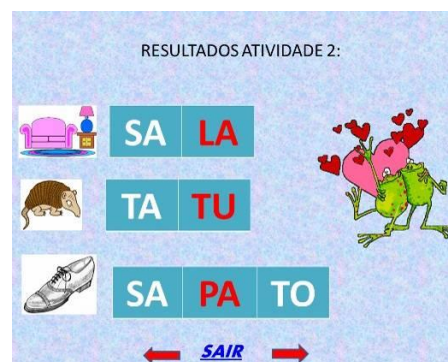 RESULTADOS ATIVIDADE 2:
SA LA
TA TU
SA PA TO
SAIR